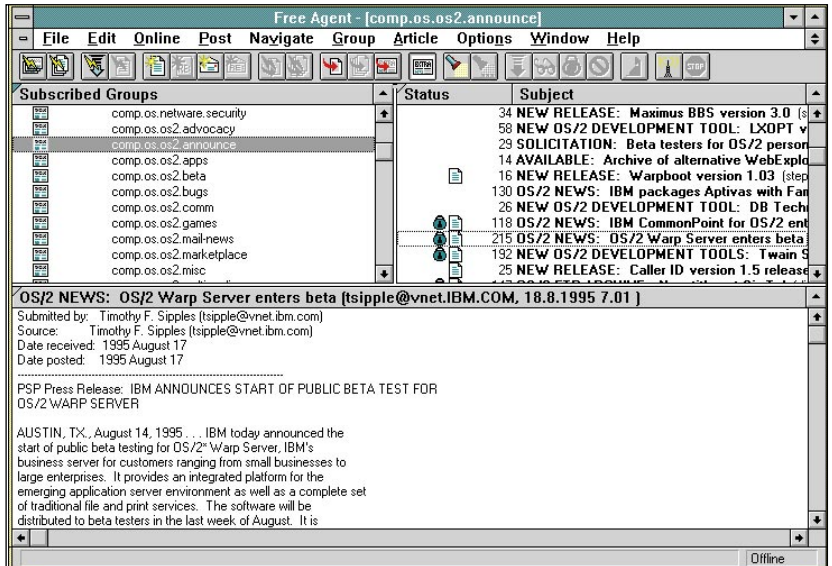 Free Agent - [comp.os.os2.announce]
File Edit Online Post Navigate Group Article Options Window Help
EXTRA STOP
Subscribed Groups
comp.os.netware.security
comp.os.os2.advocacy
comp.os.os2.announce
comp.os.os2.apps
comp.os.os2.beta
comp.os.os2.bugs
comp.os.os2.comm
comp.os.os2.games
comp.os.os2.mail-news
comp.os.os2.marketplace
comp.os.os2.misc
Status Subject
34 NEW RELEASE: Maximus BBS version 3.0 (s
58 NEW OS/2 DEVELOPMENT TOOL: LXOPT v
29 SOLICITATION: Beta testers for OS/2 person
14 AVAILABLE: Archive of alternative WebExplo
16 NEW RELEASE: Warpboot version 1.03 (step
130 OS/2 NEWS: IBM packages Aptivas with Fam
26 NEW OS/2 DEVELOPMENT TOOL: DB Techn
118 OS/2 NEWS: IBM CommonPoint for OS/2 ent
215 OS/2 NEWS: OS/2 Warp Server enters beta
192 NEW OS/2 DEVELOPMENT TOOLS: Twain S
25 NEW RELEASE: Caller ID version 1.5 release
OS/2 NEWS: OS/2 Warp Server enters beta (tsipple@vnet.IBM.COM, 18.8.1995 7.01 )
Submitted by: Timothy F. Sipples (tsipple@vnet.ibm.com)
Source: Timothy F. Sipples (tsipple@vnet.ibm.com)
Date received: 1995 August 17
Date posted: 1995 August 17
------------------------------------------------------------------
PSP Press Release: IBM ANNOUNCES START OF PUBLIC BETA TEST FOR
OS/2 WARP SERVER
AUSTIN, TX., August 14, 1995 . . . IBM today announced the
start of public beta testing for OS/2* Warp Server, IBM's
business server for customers ranging from small businesses to
large enterprises. It provides an integrated platform for the
emerging application server environment as well as a complete set
of traditional file and print services. The software will be
distributed to beta testers in the last week of August. It is
Offline